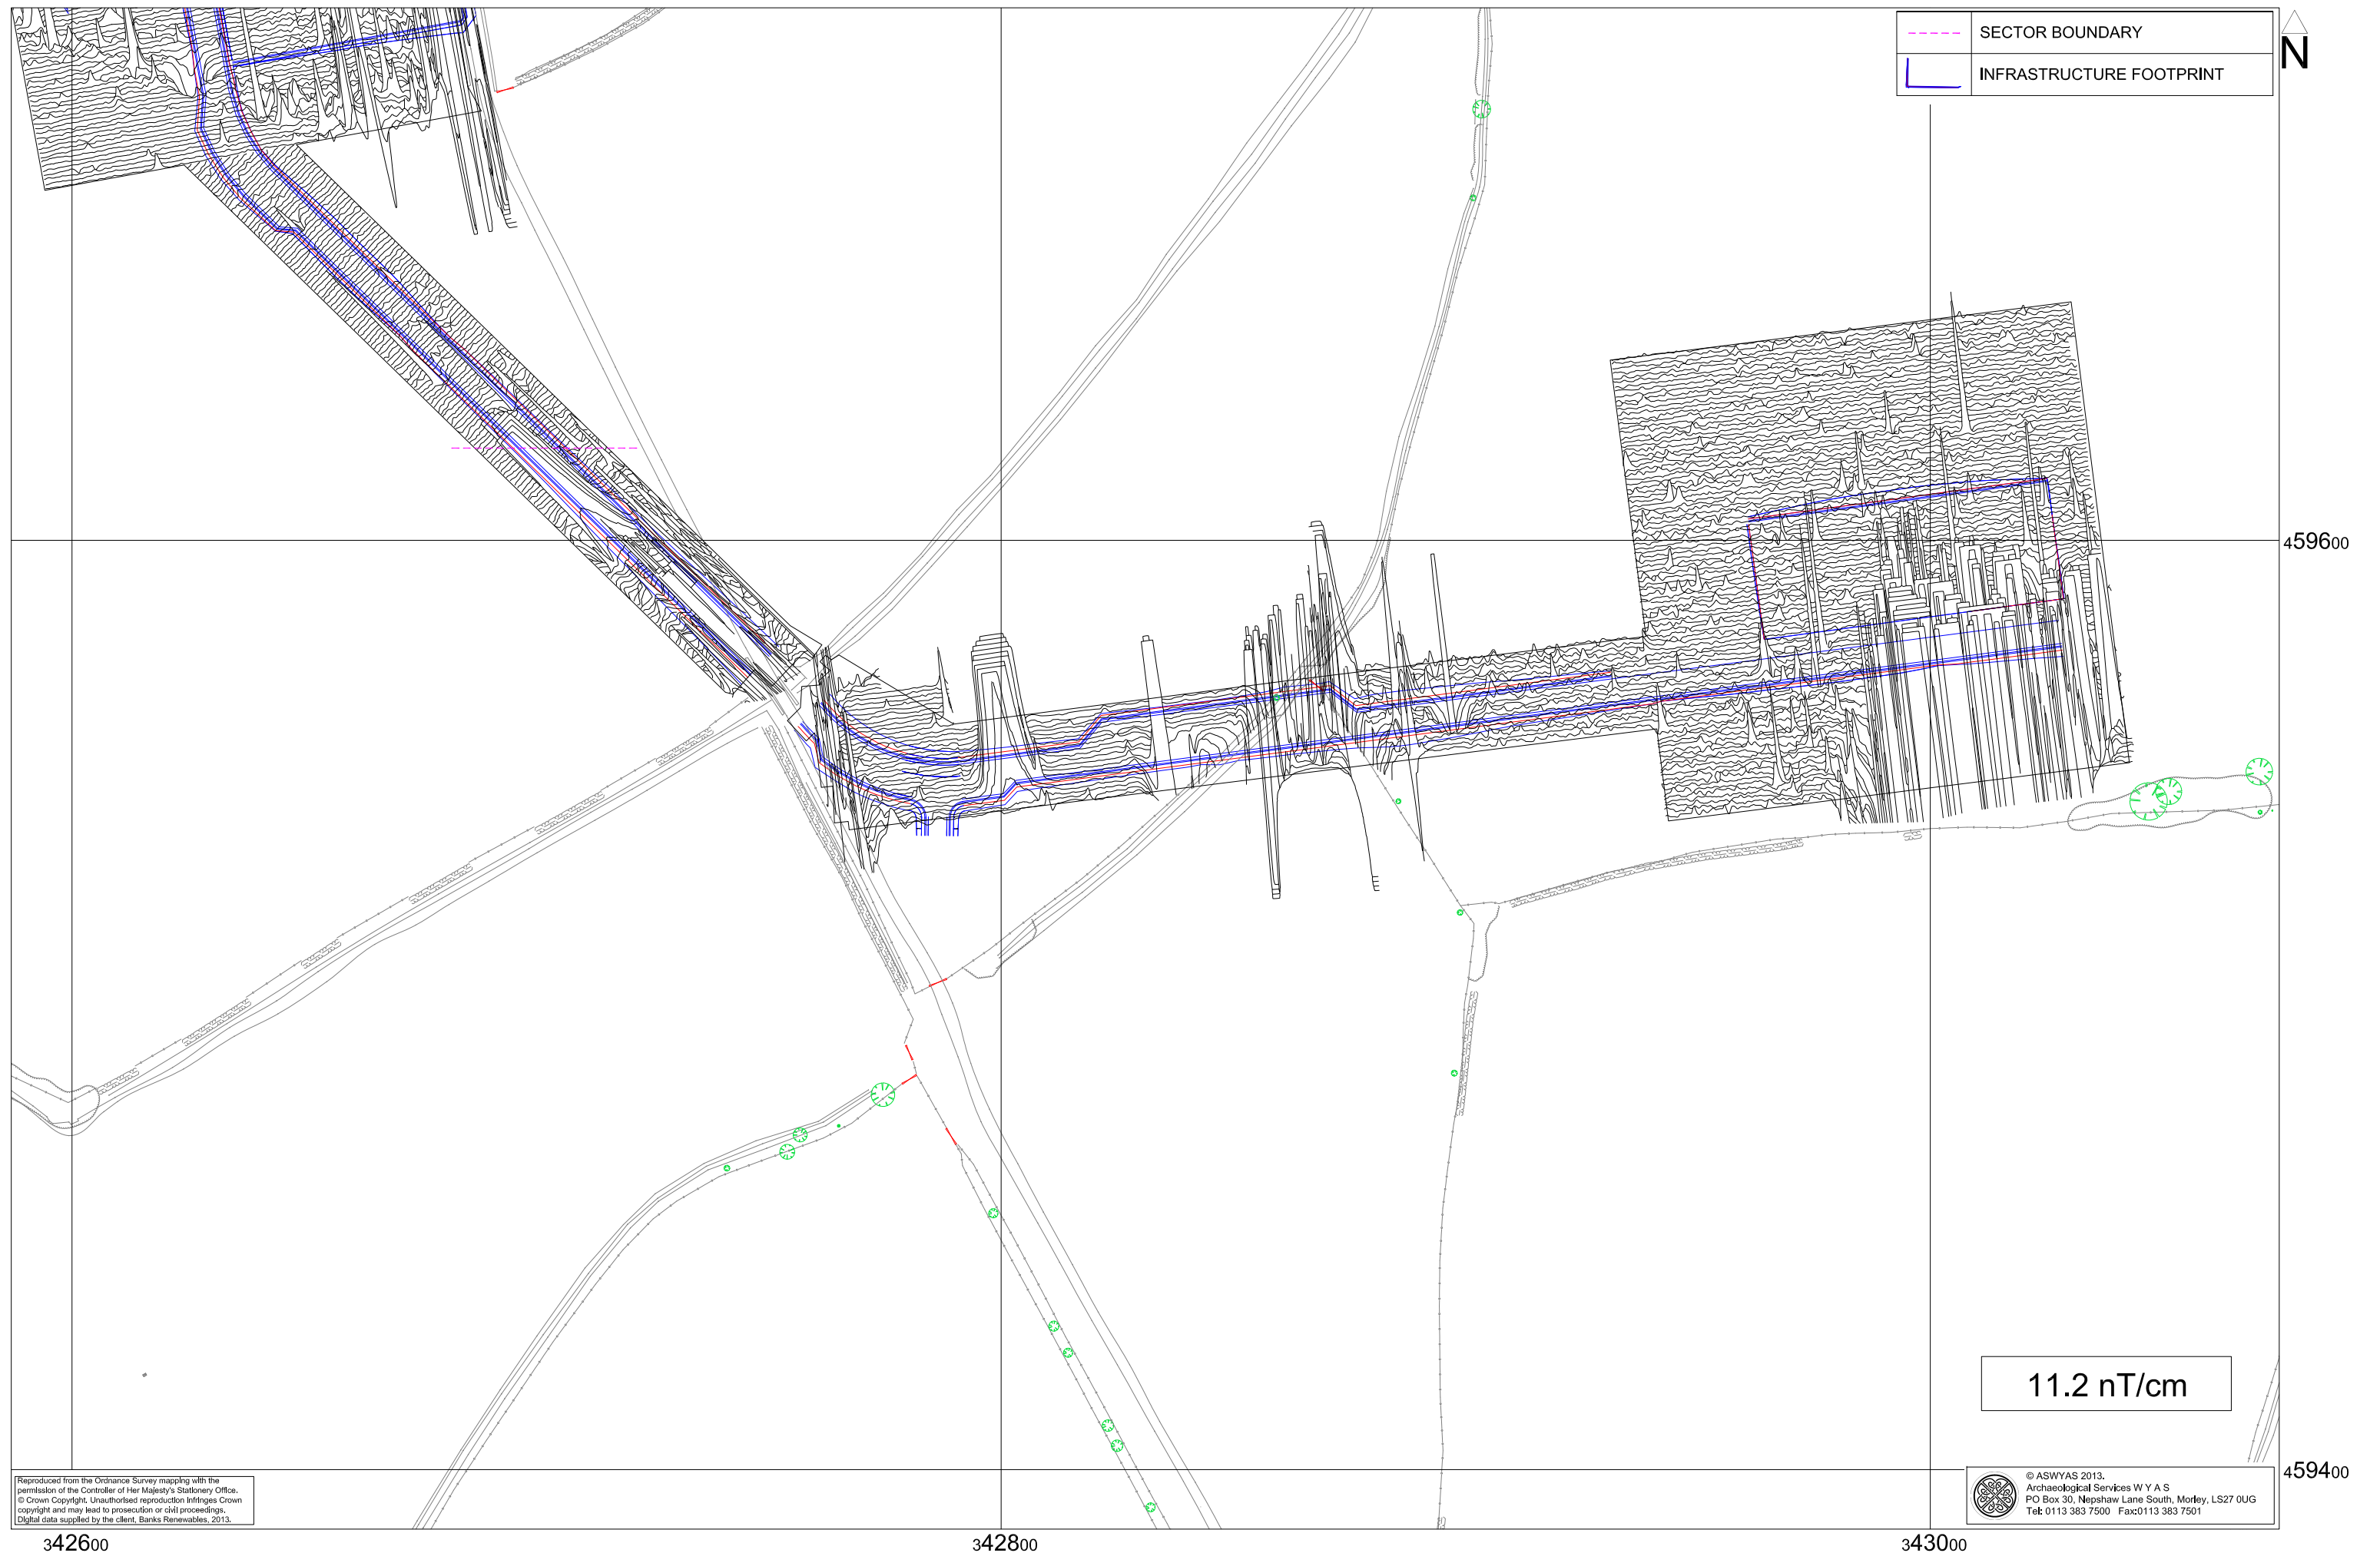 SECTOR BOUNDARY
INFRASTRUCTURE FOOTPRINT
N
459600
11.2 nT/cm
459400
Reproduced from the Ordnance Survey mapping with the
permission of the Controller of Her Majesty's Stationery Office.
© Crown Copyright. Unauthorised reproduction infringes Crown
copyright and may lead to prosecution or civil proceedings.
Digital data supplied by the client, Banks Renewables, 2013.
© ASWYAS 2013.
Archaeological Services W Y A S
PO Box 30, Nepshaw Lane South, Morley, LS27 0UG
Tel: 0113 383 7500 Fax:0113 383 7501
342600
342800
343000